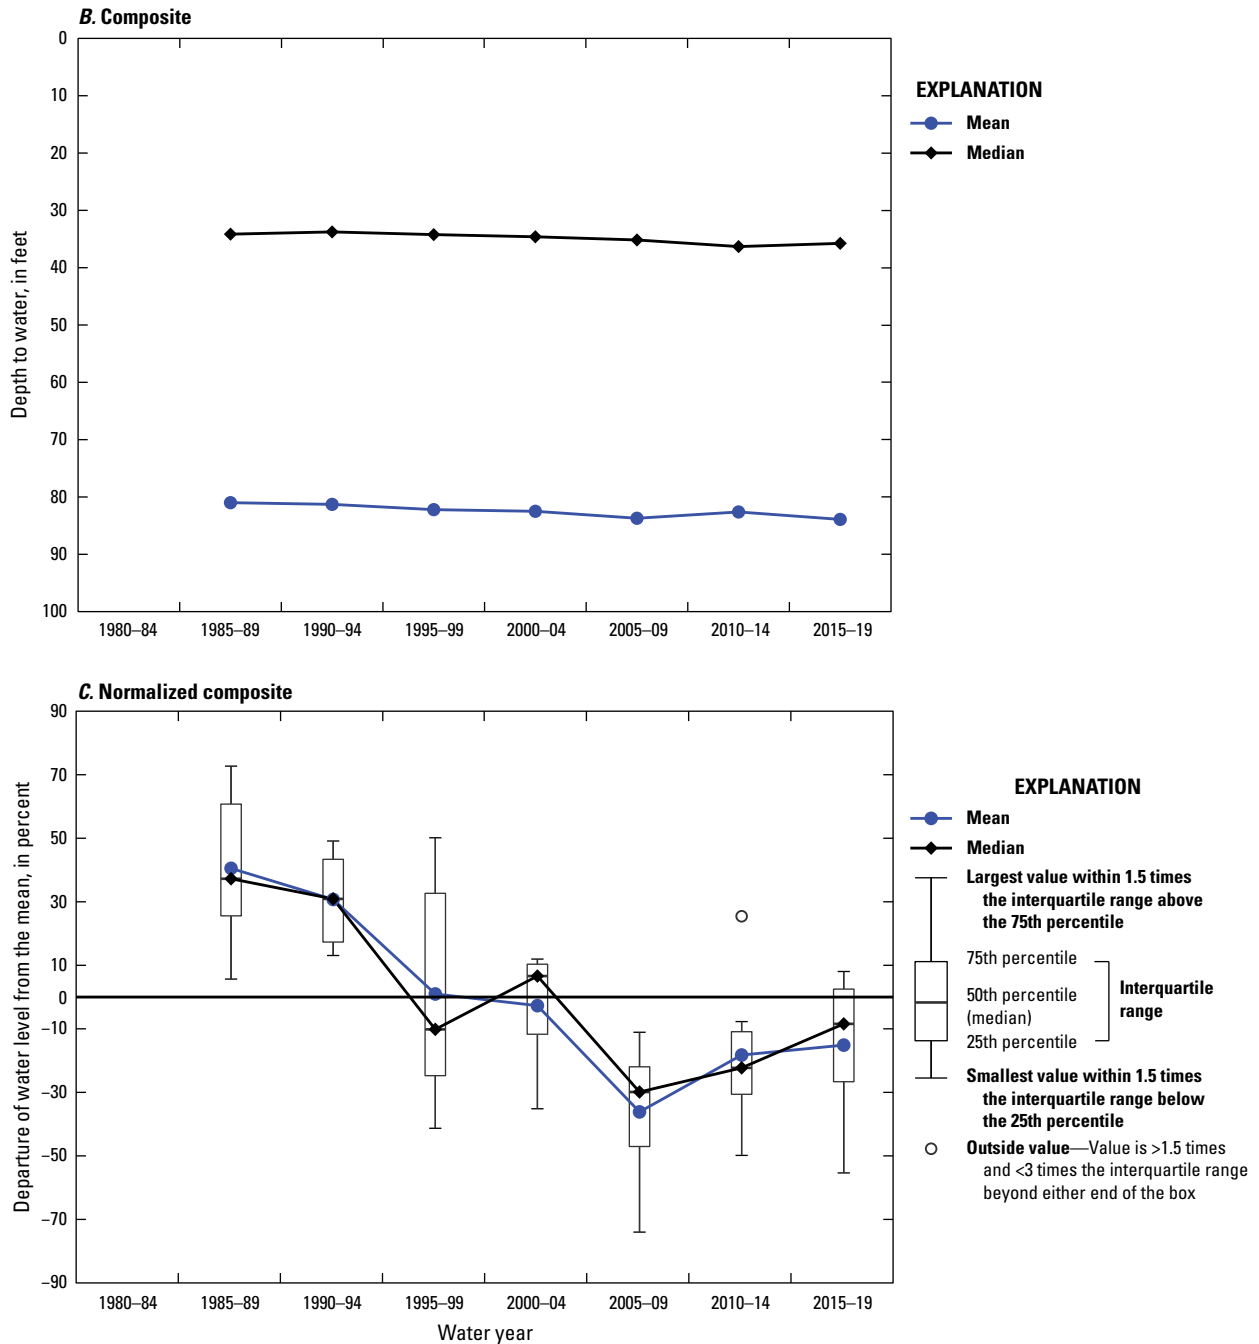 B. Composite
0
10
20
30
40
50
60
70
80
90
100
Depth to water, in feet
1980–84 1985–89 1990–94 1995–99 2000–04 2005–09 2010–14 2015–19
EXPLANATION
Mean
Median
C. Normalized composite
90
70
50
30
10
0
–10
–30
–50
–70
–90
Departure of water level from the mean, in percent
1980–84 1985–89 1990–94 1995–99 2000–04 2005–09 2010–14 2015–19
Water year
EXPLANATION
Mean
Median
Largest value within 1.5 times
the interquartile range above
the 75th percentile
75th percentile
50th percentile
(median)
25th percentile
Interquartile
range
Smallest value within 1.5 times
the interquartile range below
the 25th percentile
Outside value—Value is >1.5 times
and <3 times the interquartile range
beyond either end of the box